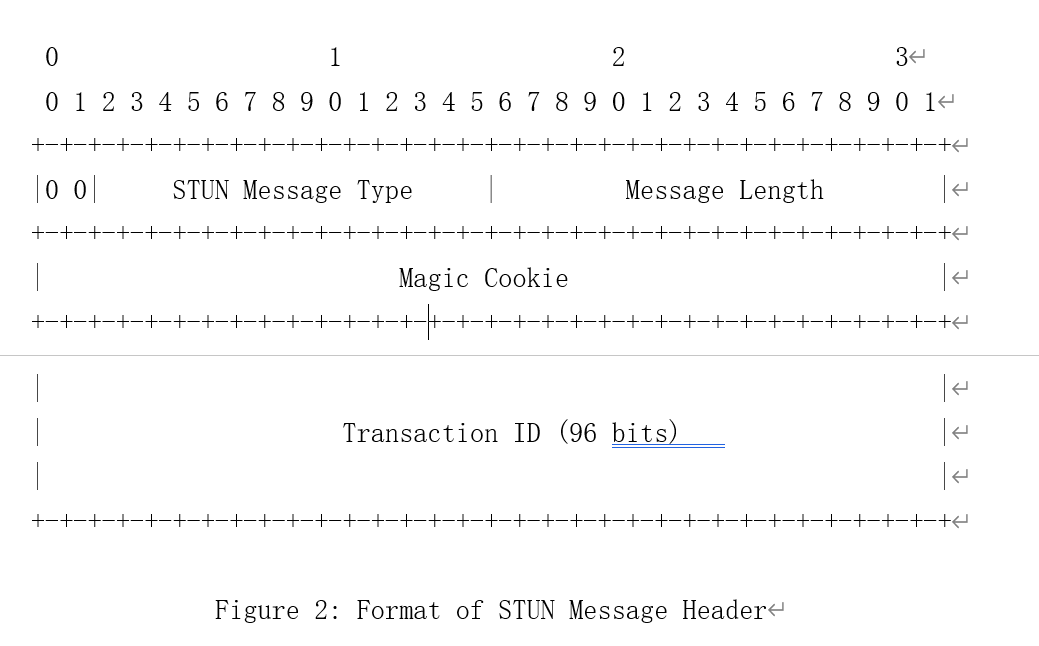 0                   1                   2                   3
 0 1 2 3 4 5 6 7 8 9 0 1 2 3 4 5 6 7 8 9 0 1 2 3 4 5 6 7 8 9 0 1
+-+-+-+-+-+-+-+-+-+-+-+-+-+-+-+-+-+-+-+-+-+-+-+-+-+-+-+-+-+-+-+-+
|0 0|     STUN Message Type     |         Message Length        |
+-+-+-+-+-+-+-+-+-+-+-+-+-+-+-+-+-+-+-+-+-+-+-+-+-+-+-+-+-+-+-+-+
|                         Magic Cookie                          |
+-+-+-+-+-+-+-+-+-+-+-+-+-+-+-+-+-+-+-+-+-+-+-+-+-+-+-+-+-+-+-+-+
|                                                               |
|                     Transaction ID (96 bits)                  |
|                                                               |
+-+-+-+-+-+-+-+-+-+-+-+-+-+-+-+-+-+-+-+-+-+-+-+-+-+-+-+-+-+-+-+-+
Figure 2: Format of STUN Message Header